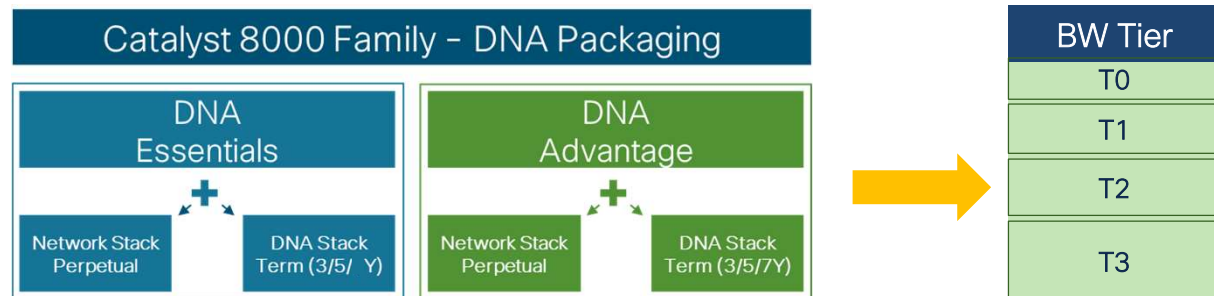 Catalyst 8000 Family - DNA Packaging
DNA
Essentials
Network Stack
Perpetual
DNA Stack
Term (3/5/ Y)
DNA
Advantage
Network Stack
Perpetual
DNA Stack
Term (3/5/7Y)
BW Tier
T0
T1
T2
T3